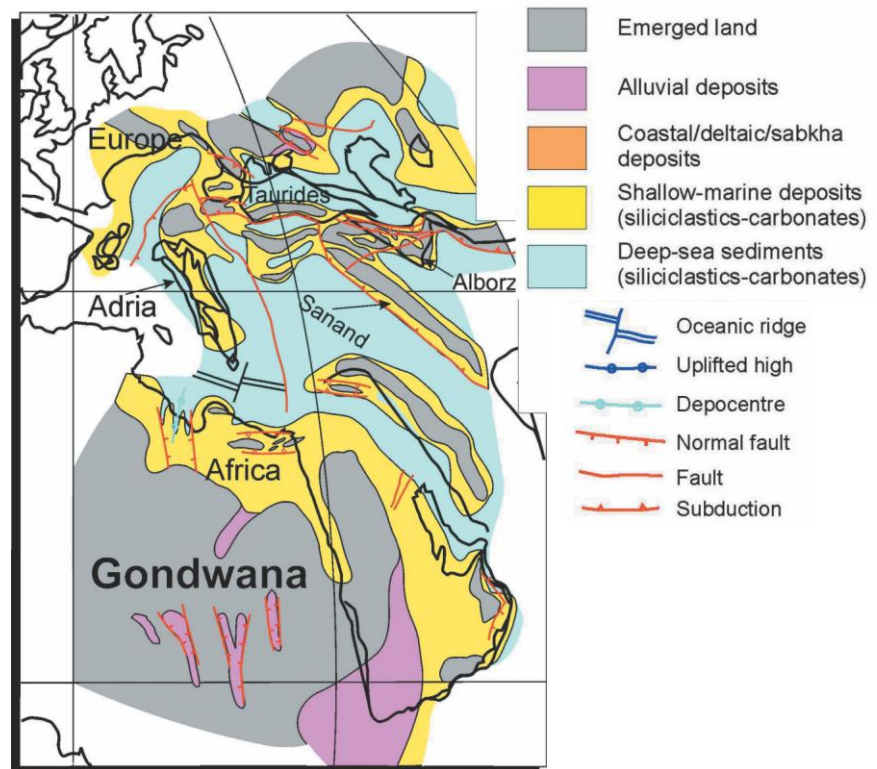 Emerged land
Alluvial deposits
Coastal/deltaic/sabkha
deposits
Shallow-marine deposits
(siliciclastics-carbonates)
Deep-sea sediments
(siliciclastics-carbonates)
Oceanic ridge
Uplifted high
Depocentre
Normal fault
Fault
Subduction
Europe
Taurides
Alborz
Adria
Sanand
Africa
Gondwana